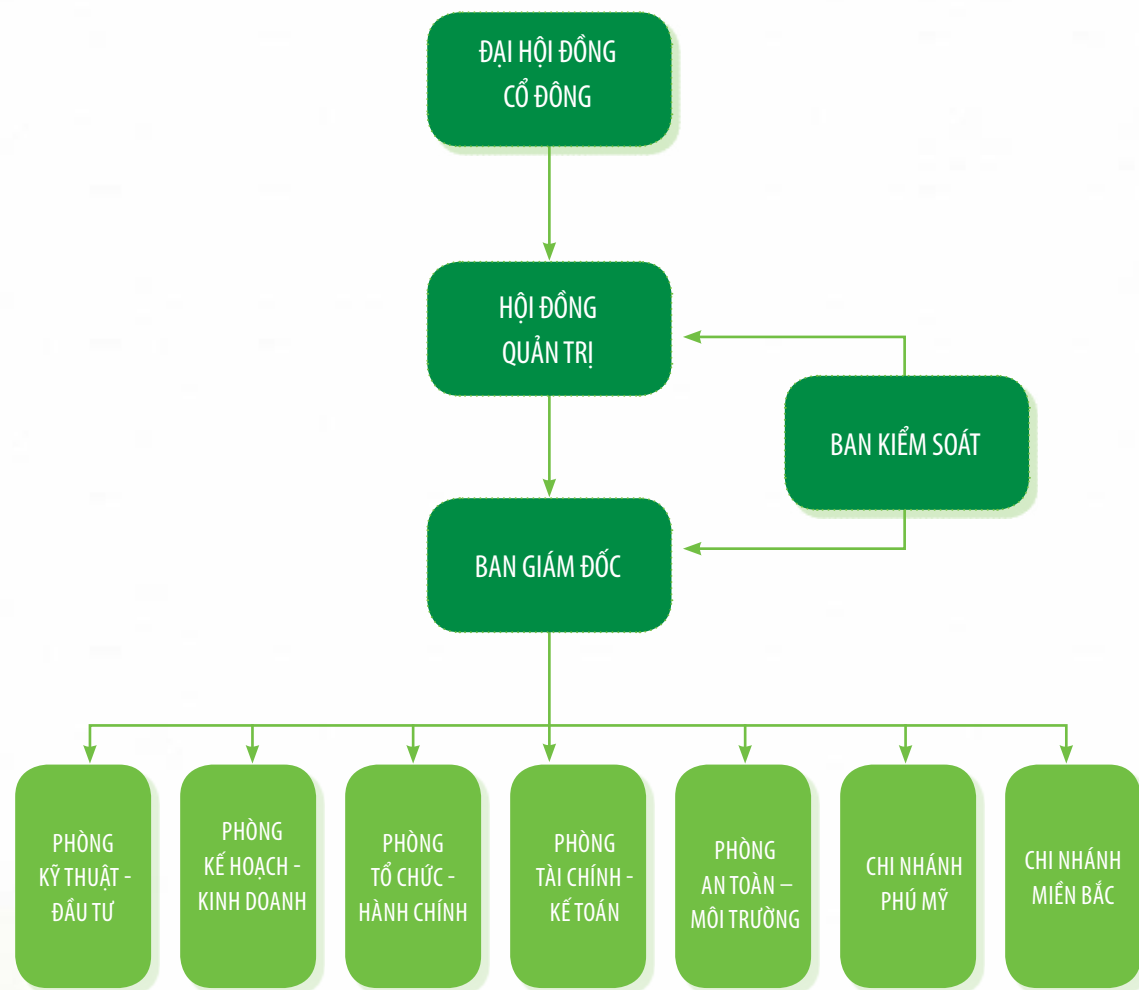 ĐẠI HỘI ĐỒNG
CỔ ĐÔNG
HỘI ĐỒNG
QUẢN TRỊ
BAN KIỂM SOÁT
BAN GIÁM ĐỐC
PHÒNG
KỸ THUẬT -
ĐẦU TƯ
PHÒNG
KẾ HOẠCH -
KINH DOANH
PHÒNG
TỔ CHỨC -
HÀNH CHÍNH
PHÒNG
TÀI CHÍNH -
KẾ TOÁN
PHÒNG
AN TOÀN –
MÔI TRƯỜNG
CHI NHÁNH
PHÚ MỸ
CHI NHÁNH
MIỀN BẮC